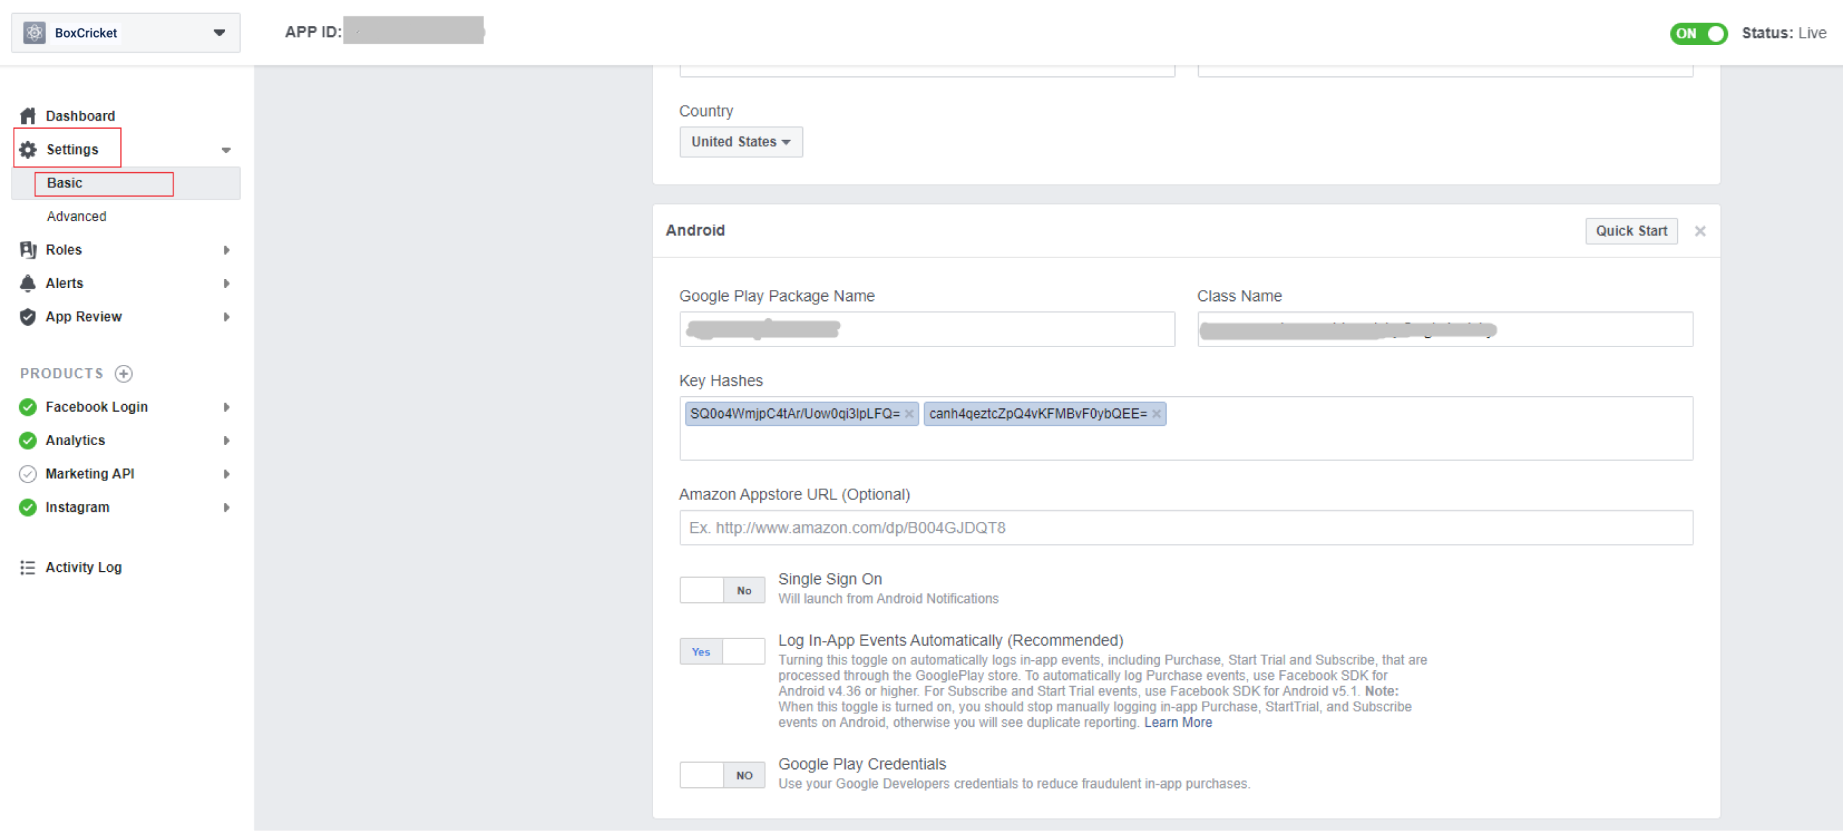 BoxCricket
APP ID:
ON
Status: Live
Dashboard
Settings
Basic
Advanced
Roles
Alerts
App Review
PRODUCTS
Facebook Login
Analytics
Marketing API
Instagram
Activity Log
Country
United States
Android
Quick Start
Google Play Package Name
Class Name
Key Hashes
SQ0o4WmjpC4tAr/Uow0qi3lpLFQ= canh4qeztcZpQ4vKFMBvF0ybQEE=
Amazon Appstore URL (Optional)
Ex. http://www.amazon.com/dp/B004GJDQT8
No
Single Sign On
Will launch from Android Notifications
Yes
Log In-App Events Automatically (Recommended)
Turning this toggle on automatically logs in-app events, including Purchase, Start Trial and Subscribe, that are
processed through the GooglePlay store. To automatically log Purchase events, use Facebook SDK for
Android v4.36 or higher. For Subscribe and Start Trial events, use Facebook SDK for Android v5.1. Note:
When this toggle is turned on, you should stop manually logging in-app Purchase, StartTrial, and Subscribe
events on Android, otherwise you will see duplicate reporting. Learn More
NO
Google Play Credentials
Use your Google Developers credentials to reduce fraudulent in-app purchases.